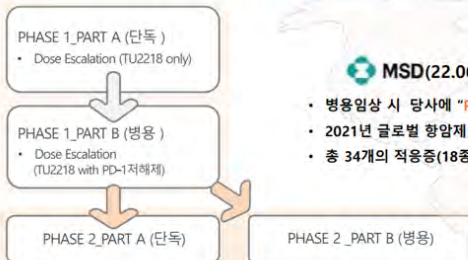 PHASE 1_PART A (단독 )
• Dose Escalation (TU2218 only)
PHASE 1_PART B (병용 )
• Dose Escalation
(TU2218 with PD-1저해제)
PHASE 2_PART A (단독)
PHASE 2 _PART B (병용)
MSD(22.0
• 병용임상 시 당사에 "
• 2021년 글로벌 항암제
• 총 34개의 적응증(18종